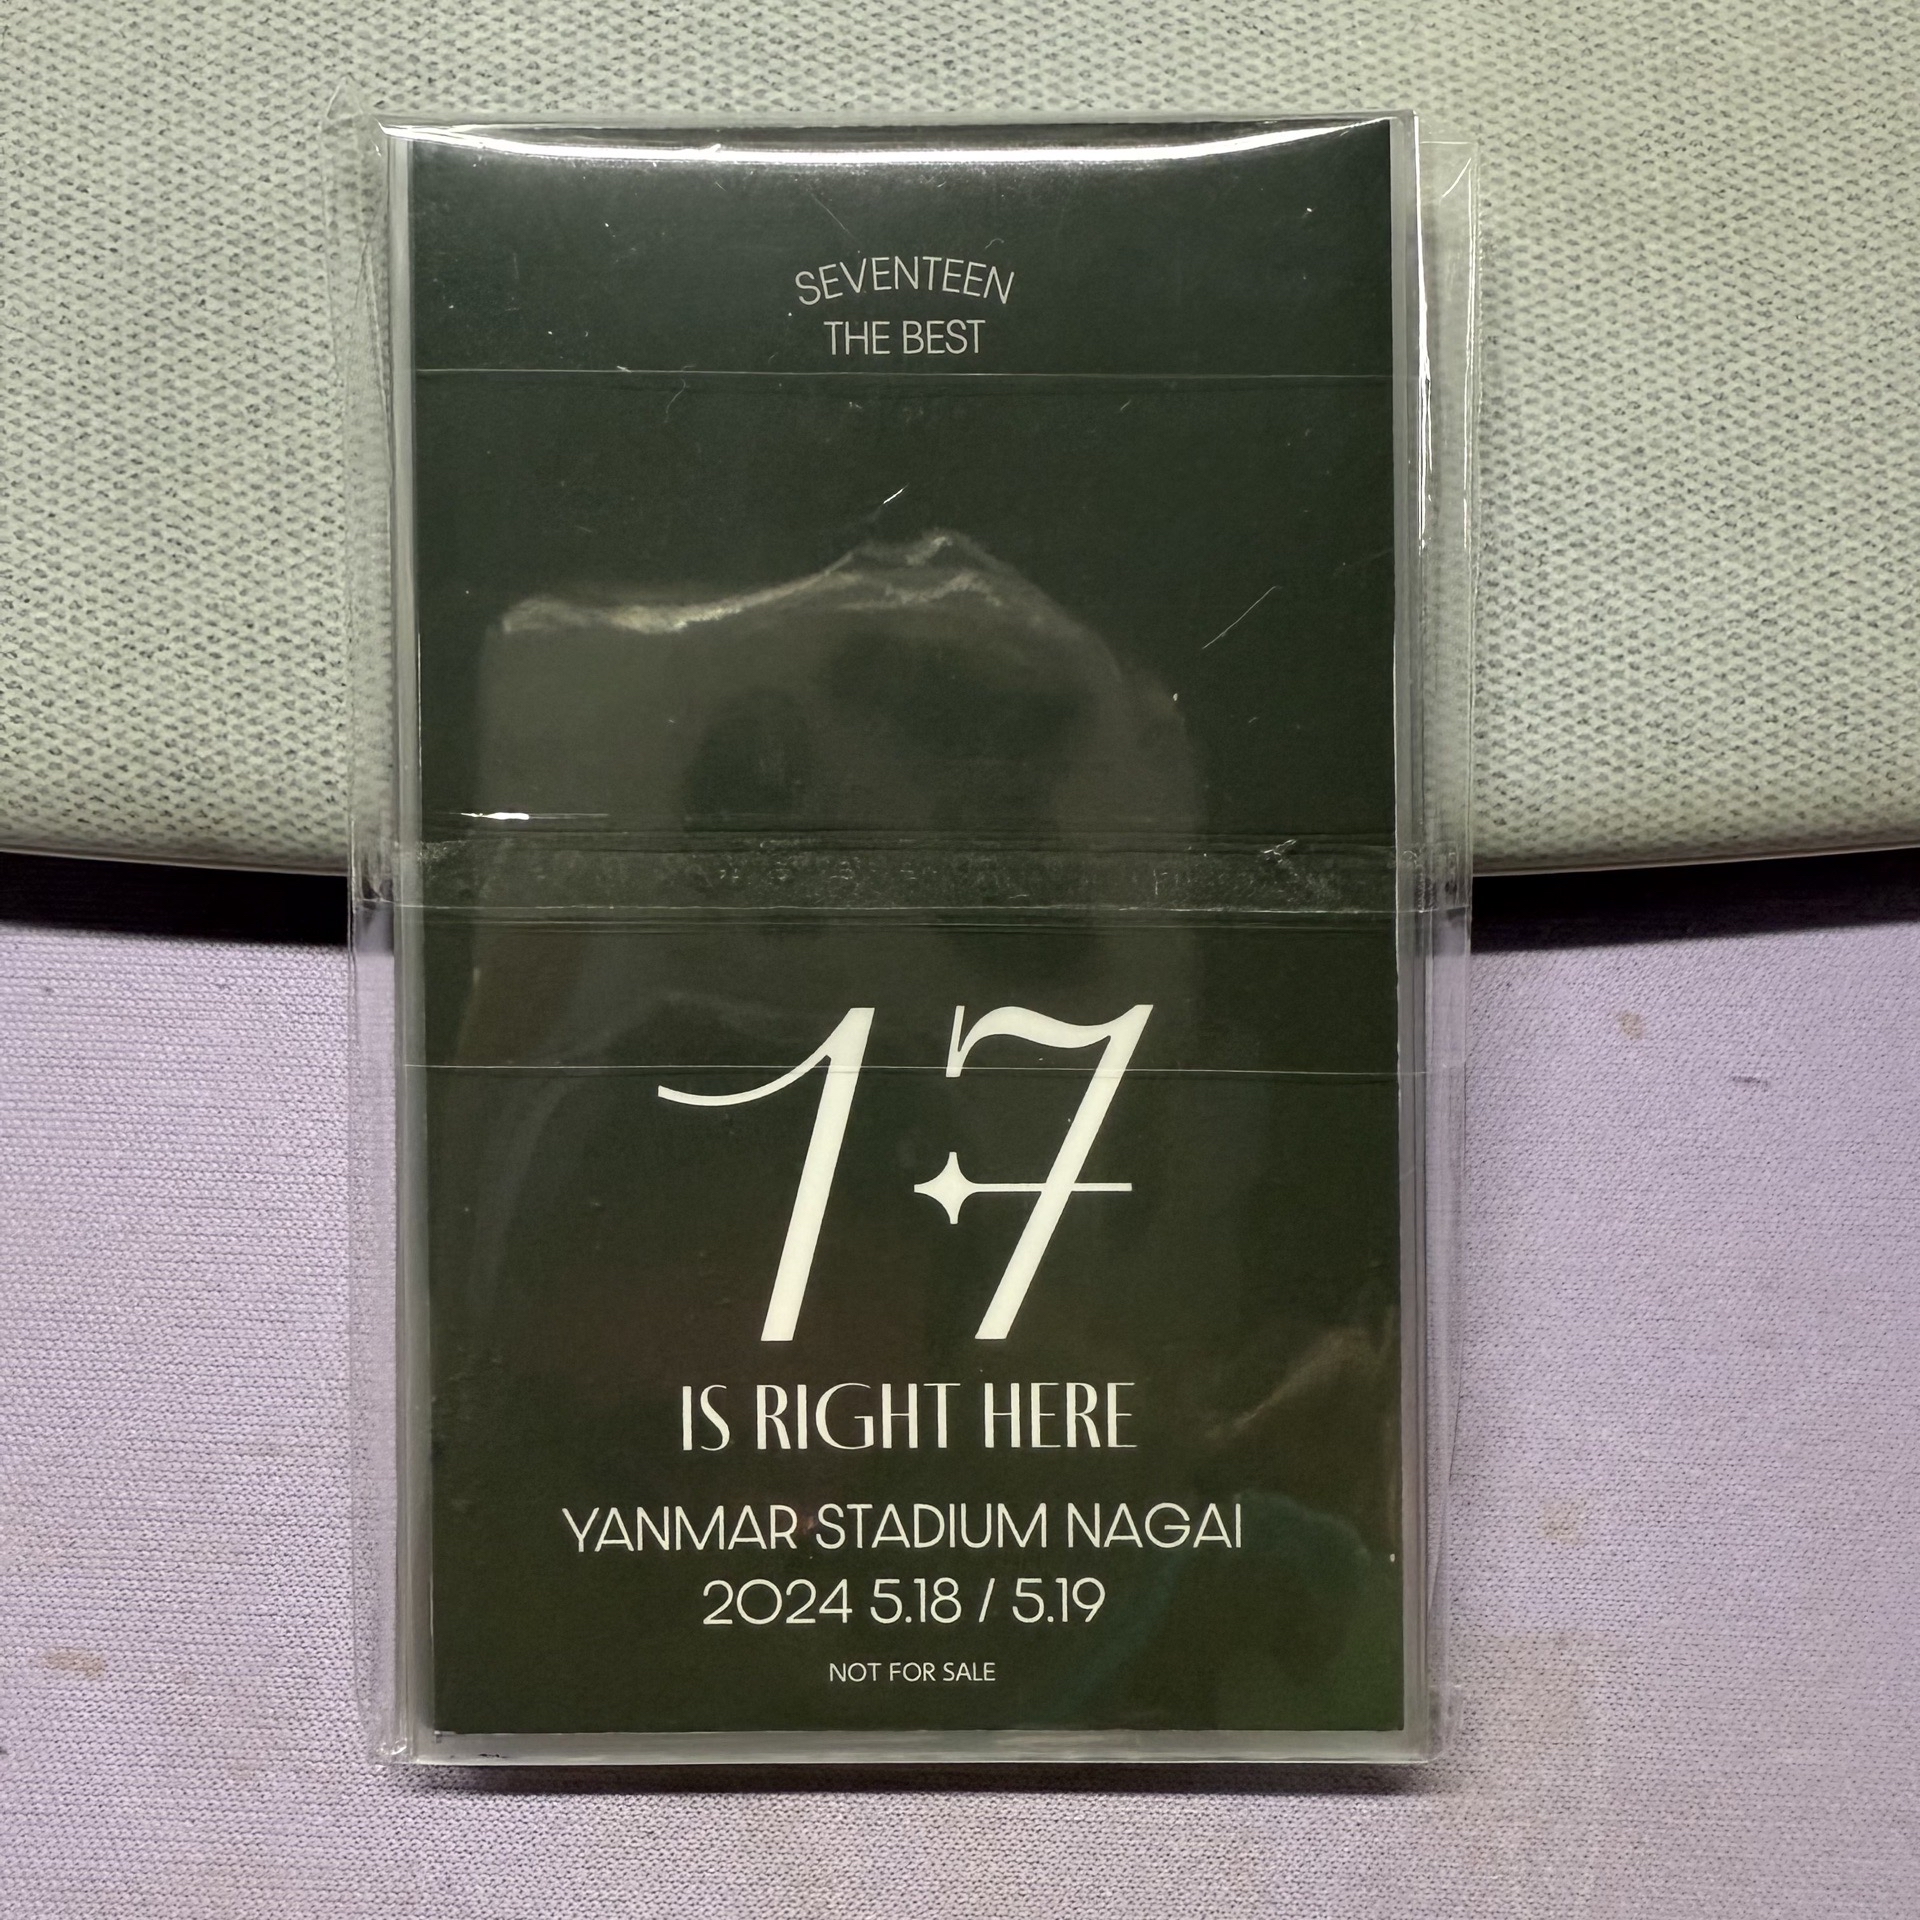 SEVENTEEN
THE BEST
17
IS RIGHT HERE
YANMAR STADIUM NAGAI
2024 5.18 / 5.19
NOT FOR SALE